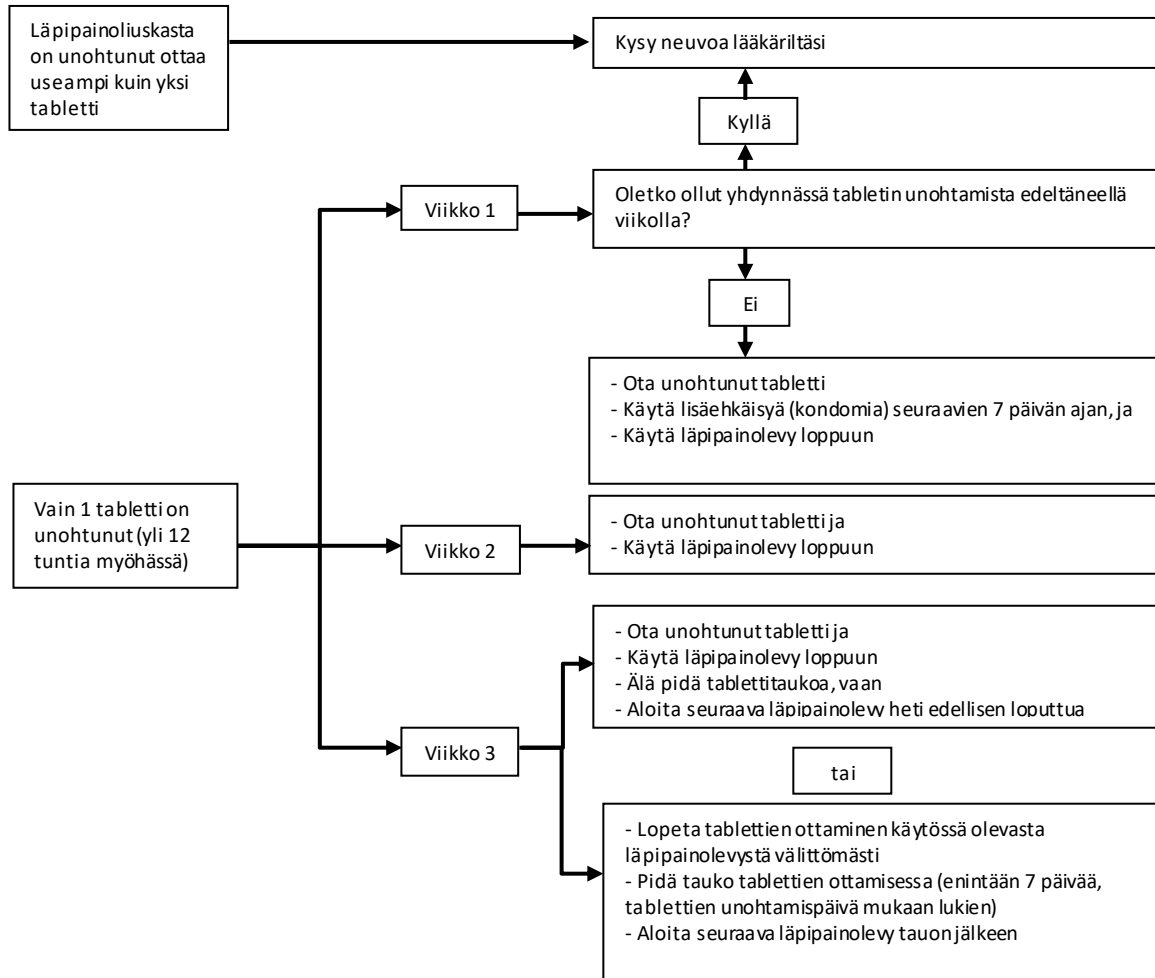 Läpipainoliuskasta
on unohtunut ottaa
useampi kuin yksi
tabletti
Kysy neuvoa lääkäriltäsi
Kyllä
Viikko 1
Oletko ollut yhdynnässä tabletin unohtamista edeltäneellä
viikolla?
Ei
- Ota unohtunut tabletti
- Käytä lisäehkäisyä (kondomia) seuraavien 7 päivän ajan, ja
- Käytä läpipainolevy loppuun
Vain 1 tabletti on
unohtunut (yli 12
tuntia myöhässä)
Viikko 2
- Ota unohtunut tabletti ja
- Käytä läpipainolevy loppuun
Viikko 3
- Ota unohtunut tabletti ja
- Käytä läpipainolevy loppuun
- Älä pidä tablettitaukoa, vaan
- Aloita seuraava läpipainolevy heti edellisen loputtua
tai
- Lopeta tablettien ottaminen käytössä olevasta
läpipainolevystä välittömästi
- Pidä tauko tablettien ottamisessa (enintään 7 päivää,
tablettien unohtamispäivä mukaan lukien)
- Aloita seuraava läpipainolevy tauon jälkeen